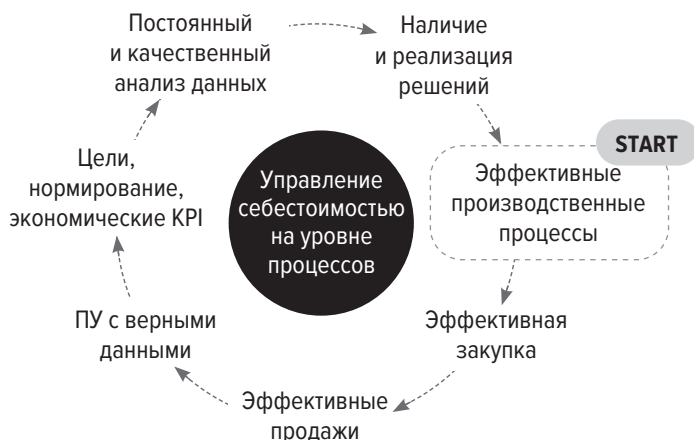 Постоянный
и качественный
анализ данных
Наличие
и реализация
решений
START
Эффективные
производственные
процессы
Эффективная
закупка
Эффективные
продажи
ПУ с верными
данными
Цели,
нормирование,
экономические KPI
Управление
себестоимостью
на уровне
процессов